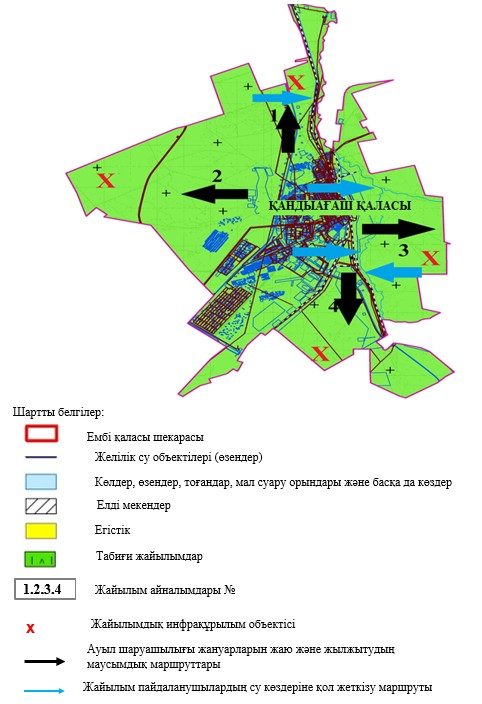 X
1
X
2
ҚАНДЫАҒАШ ҚАЛАСЫ
3
X
4
X
Шартты белгілер:
Ембі қаласы шекарасы
Желілік су объектілері (өзендер)
Көлдер, өзендер, тоғандар, мал суару орындары және басқа да көздер
Елді мекендер
Егістік
Табиғи жайылымдар
1.2.3.4 Жайылым айналымдары №
X Жайылымдық инфрақұрылым объектісі
Ауыл шаруашылығы жануарларын жаю және жылжытудың
маусымдық маршруттары
Жайылым пайдаланушылардың су көздеріне қол жеткізу маршруты